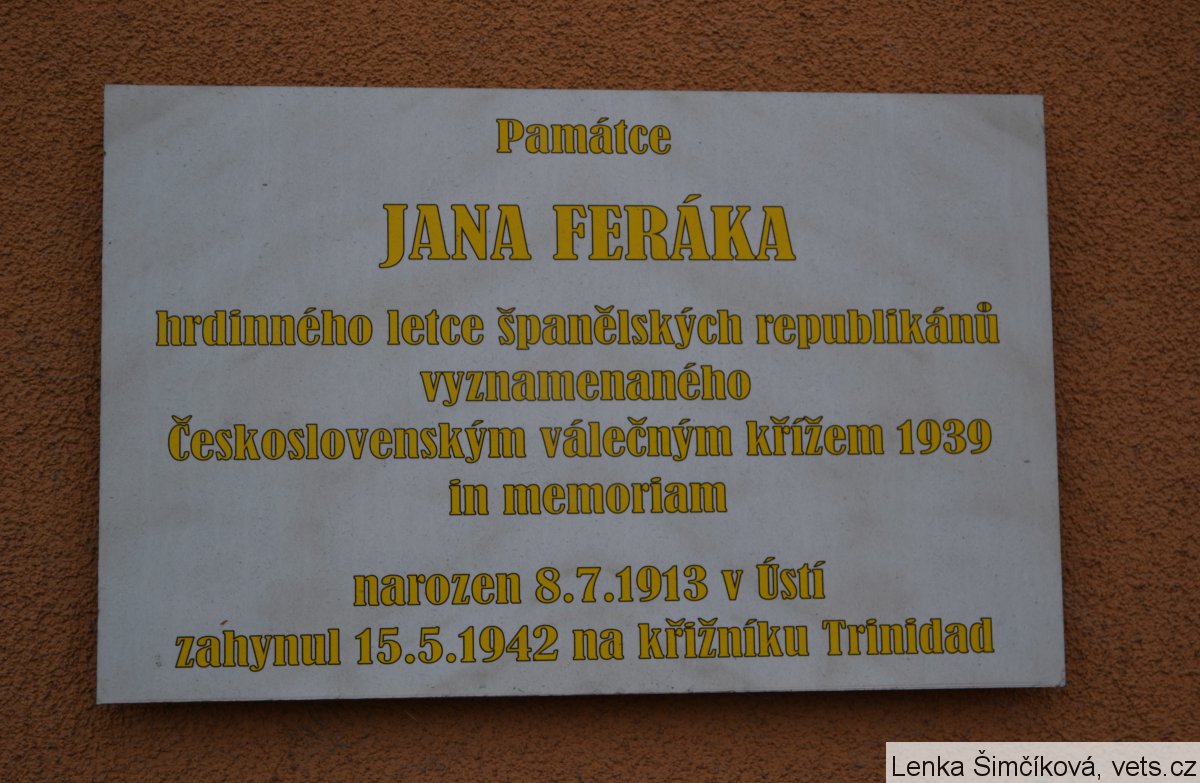 Památce
JANA FERÁKA
hrdinného letce španělských republikánů
vyznamenaného
Československým válečným křížem 1939
in memoriam
narozen 8.7.1913 v Ústí
zahynul 15.5.1942 na křižníku Trinidad
Lenka Šimčíková, vets.cz